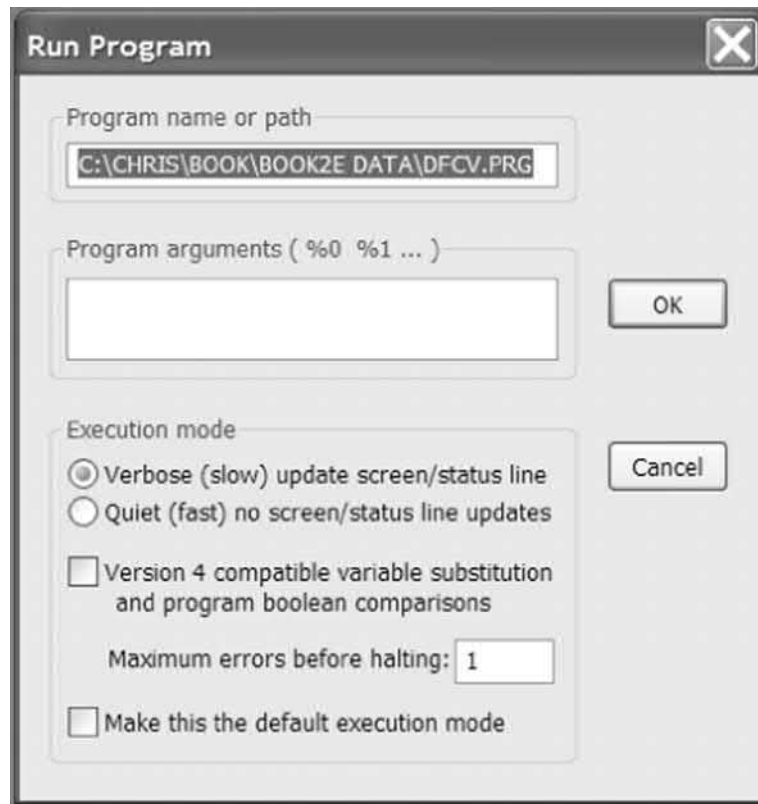 Run Program
Program name or path
C:\CHRIS\BOOK\BOOK2E DATA\DFCV.PRG
Program arguments ( %0  %1 ... )
OK
Execution mode
Verbose (slow) update screen/status line
Cancel
Quiet (fast) no screen/status line updates
Version 4 compatible variable substitution
and program boolean comparisons
Maximum errors before halting: 1
Make this the default execution mode